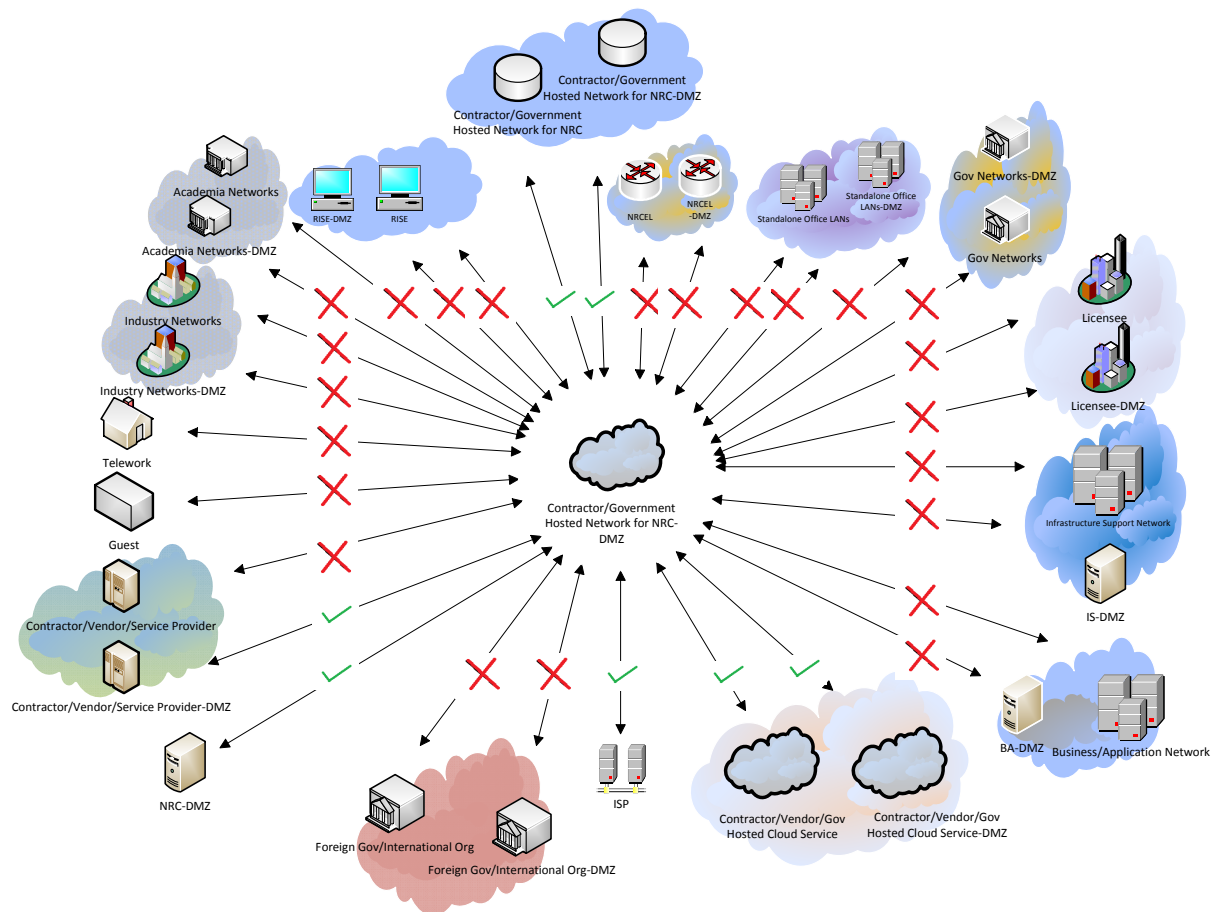 Contractor/Government
Hosted Network for NRC-DMZ
Contractor/Government
Hosted Network for NRC
Academia Networks
Academia Networks-DMZ
RISE-DMZ
RISE
NRCEL
NRCEL
-DMZ
Standalone Office LANs
Standalone Office
LANs-DMZ
Gov Networks-DMZ
Gov Networks
Industry Networks
Industry Networks-DMZ
Licensee
Licensee-DMZ
Telework
Guest
Contractor/Government
Hosted Network for NRC-
DMZ
Infrastructure Support Network
IS-DMZ
Contractor/Vendor/Service Provider
Contractor/Vendor/Service Provider-DMZ
NRC-DMZ
Foreign Gov/International Org
Foreign Gov/International Org-DMZ
ISP
Contractor/Vendor/Gov
Hosted Cloud Service
Contractor/Vendor/Gov
Hosted Cloud Service-DMZ
BA-DMZ
Business/Application Network